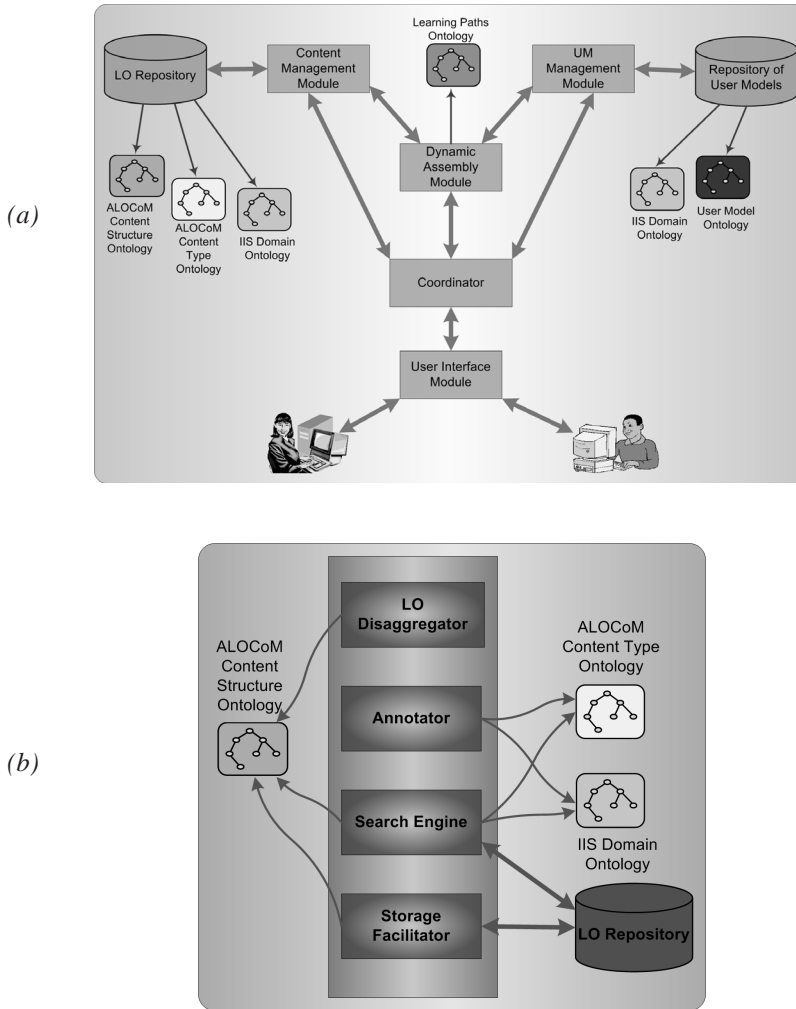 (a)
LO Repository
Content
Management
Module
Learning Paths
Ontology
UM
Management
Module
Repository of
User Models
Dynamic
Assembly
Module
ALOCoM
Content
Structure
Ontology
ALOCoM
Content
Type
Ontology
IIS Domain
Ontology
IIS Domain
Ontology
User Model
Ontology
Coordinator
User Interface
Module
(b)
LO
Disaggregator
ALOCoM
Content
Structure
Ontology
ALOCoM
Content Type
Ontology
Annotator
Search Engine
IIS Domain
Ontology
Storage
Facilitator
LO Repository